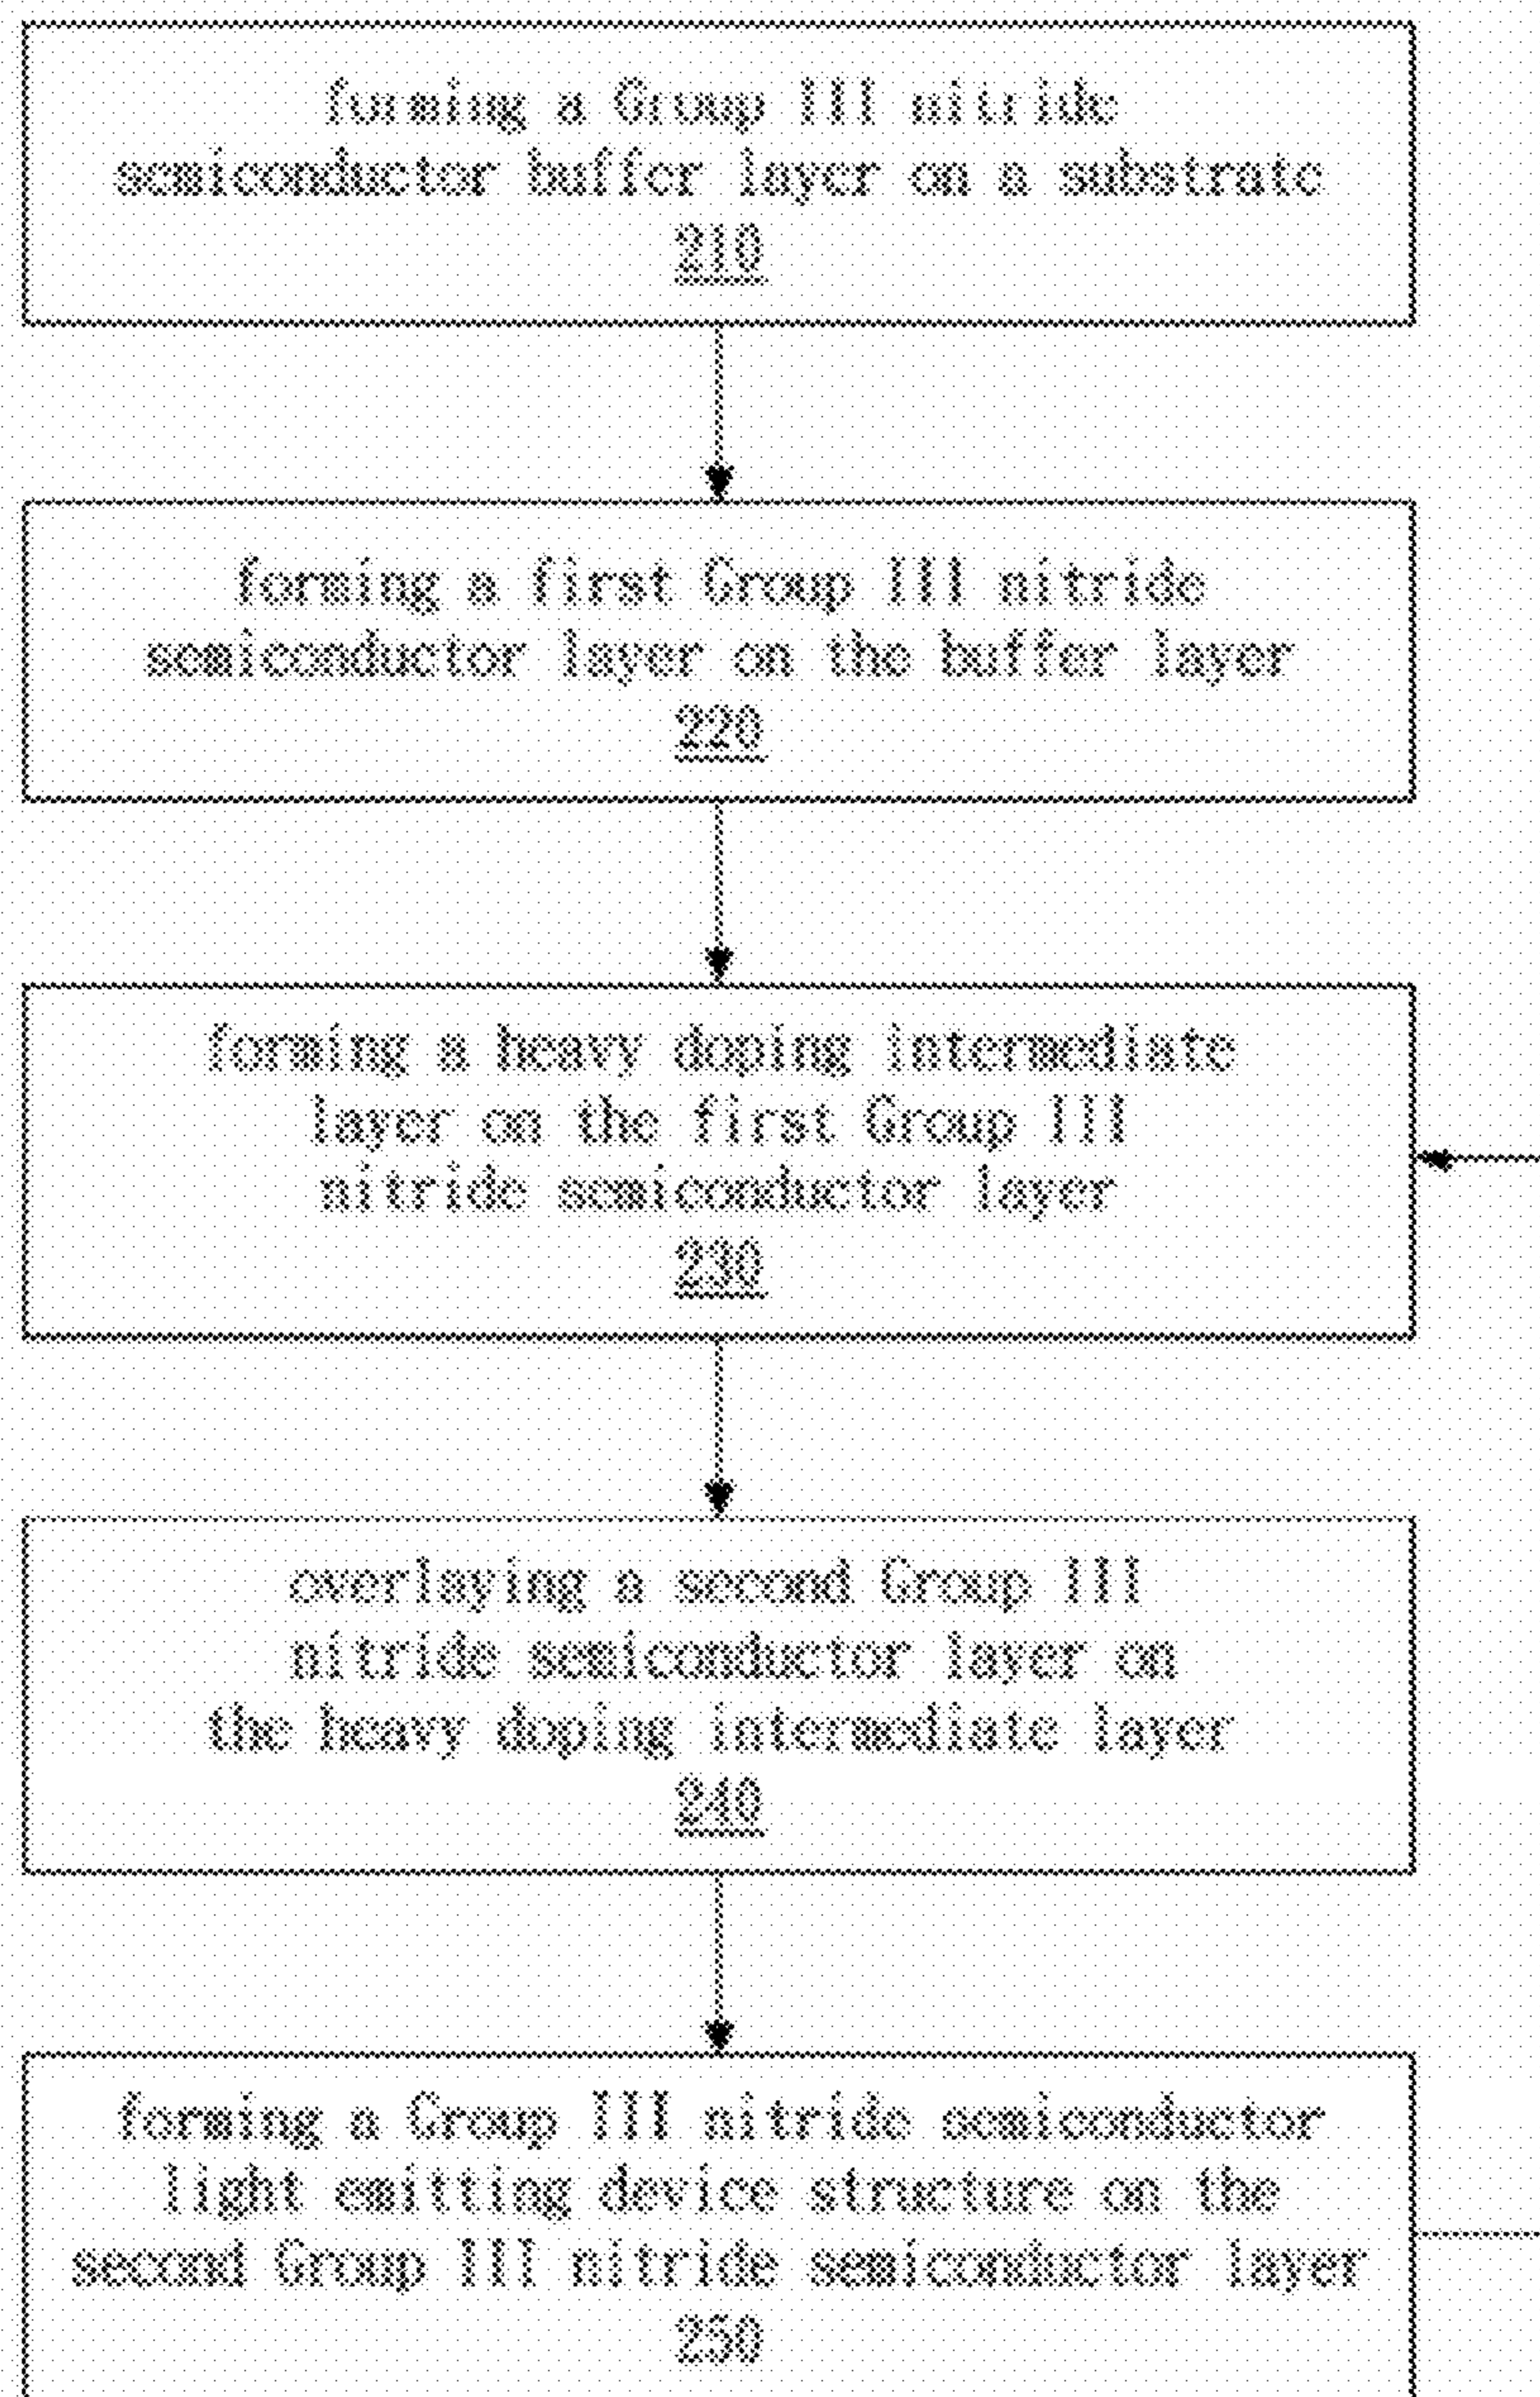 forming a Group III nitride
semiconductor buffer layer on a substrate
210
forming a first Group III nitride
semiconductor layer on the buffer layer
220
forming a heavy doping intermediate
layer on the first Group III
nitride semiconductor layer
230
overlaying a second Group III
nitride semiconductor layer on
the heavy doping intermediate layer
240
forming a Group III nitride semiconductor
light emitting device structure on the
second Group III nitride semiconductor layer
250